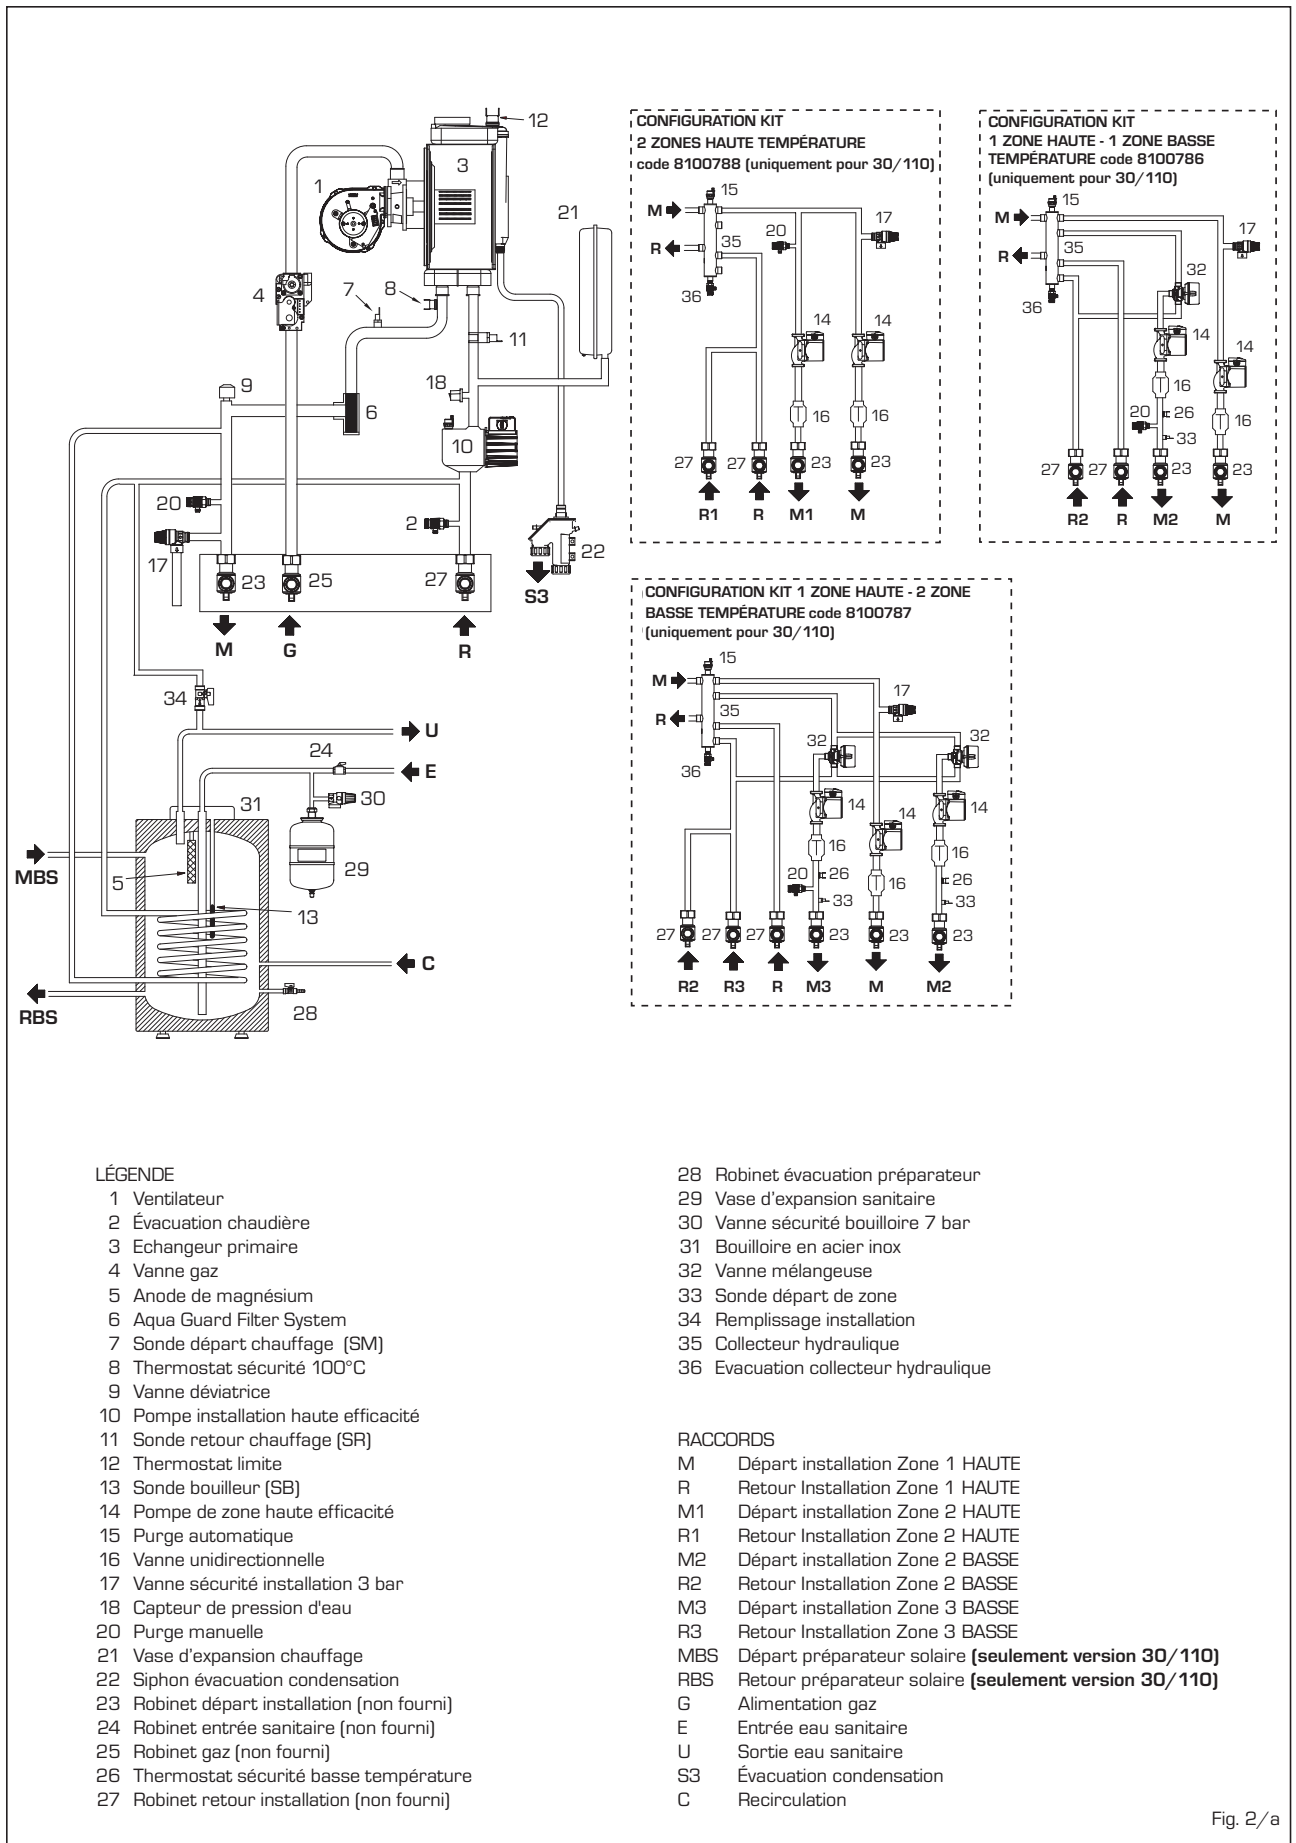 12
3
1
21
4
7
8
11
9
6
18
10
20
2
17
22
23
25
27
S3
M
G
R
34
U
24
E
31
30
MBS
5
29
13
C
RBS
28
CONFIGURATION KIT
2 ZONES HAUTE TEMPÉRATURE
code 8100788 (uniquement pour 30/110)
15
M
17
20
35
R
36
14
14
16
16
27
27
23
23
R1
R
M1
M
CONFIGURATION KIT
1 ZONE HAUTE - 1 ZONE BASSE
TEMPÉRATURE code 8100786
(uniquement pour 30/110)
15
M
17
35
R
32
36
14
14
16
20
26
16
33
27
27
23
23
R2
R
M2
M
CONFIGURATION KIT 1 ZONE HAUTE - 2 ZONE
BASSE TEMPÉRATURE code 8100787
(uniquement pour 30/110)
15
M
17
35
R
32
32
36
14
14
14
16
16
20
26
16
26
33
33
27
27
27
23
23
23
R2
R3
R
M3
M
M2
LÉGENDE
1 Ventilateur
2 Évacuation chaudière
3 Echangeur primaire
4 Vanne gaz
5 Anode de magnésium
6 Aqua Guard Filter System
7 Sonde départ chauffage (SM)
8 Thermostat sécurité 100°C
9 Vanne déviatrice
10 Pompe installation haute efficacité
11 Sonde retour chauffage (SR)
12 Thermostat limite
13 Sonde bouilleur (SB)
14 Pompe de zone haute efficacité
15 Purge automatique
16 Vanne unidirectionnelle
17 Vanne sécurité installation 3 bar
18 Capteur de pression d'eau
20 Purge manuelle
21 Vase d'expansion chauffage
22 Siphon évacuation condensation
23 Robinet départ installation (non fourni)
24 Robinet entrée sanitaire (non fourni)
25 Robinet gaz (non fourni)
26 Thermostat sécurité basse température
27 Robinet retour installation (non fourni)
28 Robinet évacuation préparateur
29 Vase d'expansion sanitaire
30 Vanne sécurité bouilloire 7 bar
31 Bouilloire en acier inox
32 Vanne mélangeuse
33 Sonde départ de zone
34 Remplissage installation
35 Collecteur hydraulique
36 Evacuation collecteur hydraulique
RACCORDS
M Départ installation Zone 1 HAUTE
R Retour Installation Zone 1 HAUTE
M1 Départ installation Zone 2 HAUTE
R1 Retour Installation Zone 2 HAUTE
M2 Départ installation Zone 2 BASSE
R2 Retour Installation Zone 2 BASSE
M3 Départ installation Zone 3 BASSE
R3 Retour Installation Zone 3 BASSE
MBS Départ préparateur solaire (seulement version 30/110)
RBS Retour préparateur solaire (seulement version 30/110)
G Alimentation gaz
E Entrée eau sanitaire
U Sortie eau sanitaire
S3 Évacuation condensation
C Recirculation
Fig. 2/a